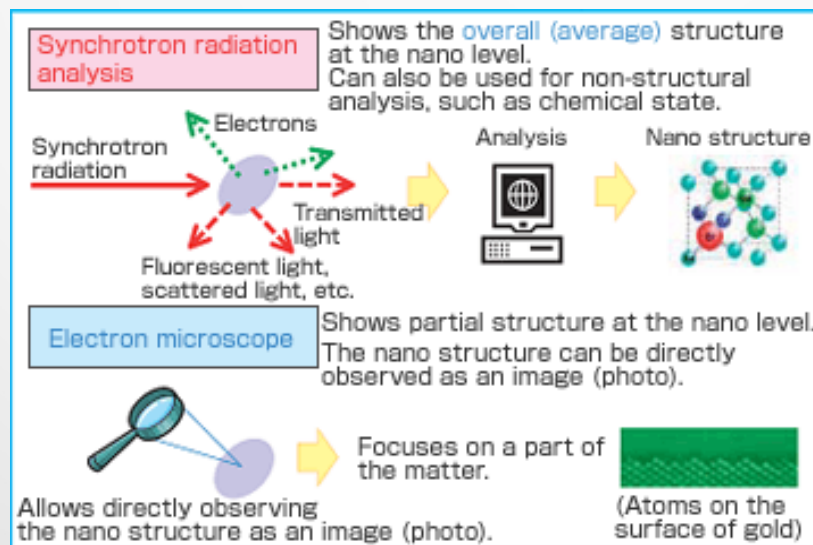 Synchrotron radiation
analysis
Shows the overall (average) structure
at the nano level.
Can also be used for non-structural
analysis, such as chemical state.
Electrons
Synchrotron
radiation
Transmitted
light
Fluorescent light,
scattered light, etc.
Analysis
Nano structure
Electron microscope
Shows partial structure at the nano level.
The nano structure can be directly
observed as an image (photo).
Focuses on a part of
the matter.
Allows directly observing
the nano structure as an image (photo).
(Atoms on the
surface of gold)